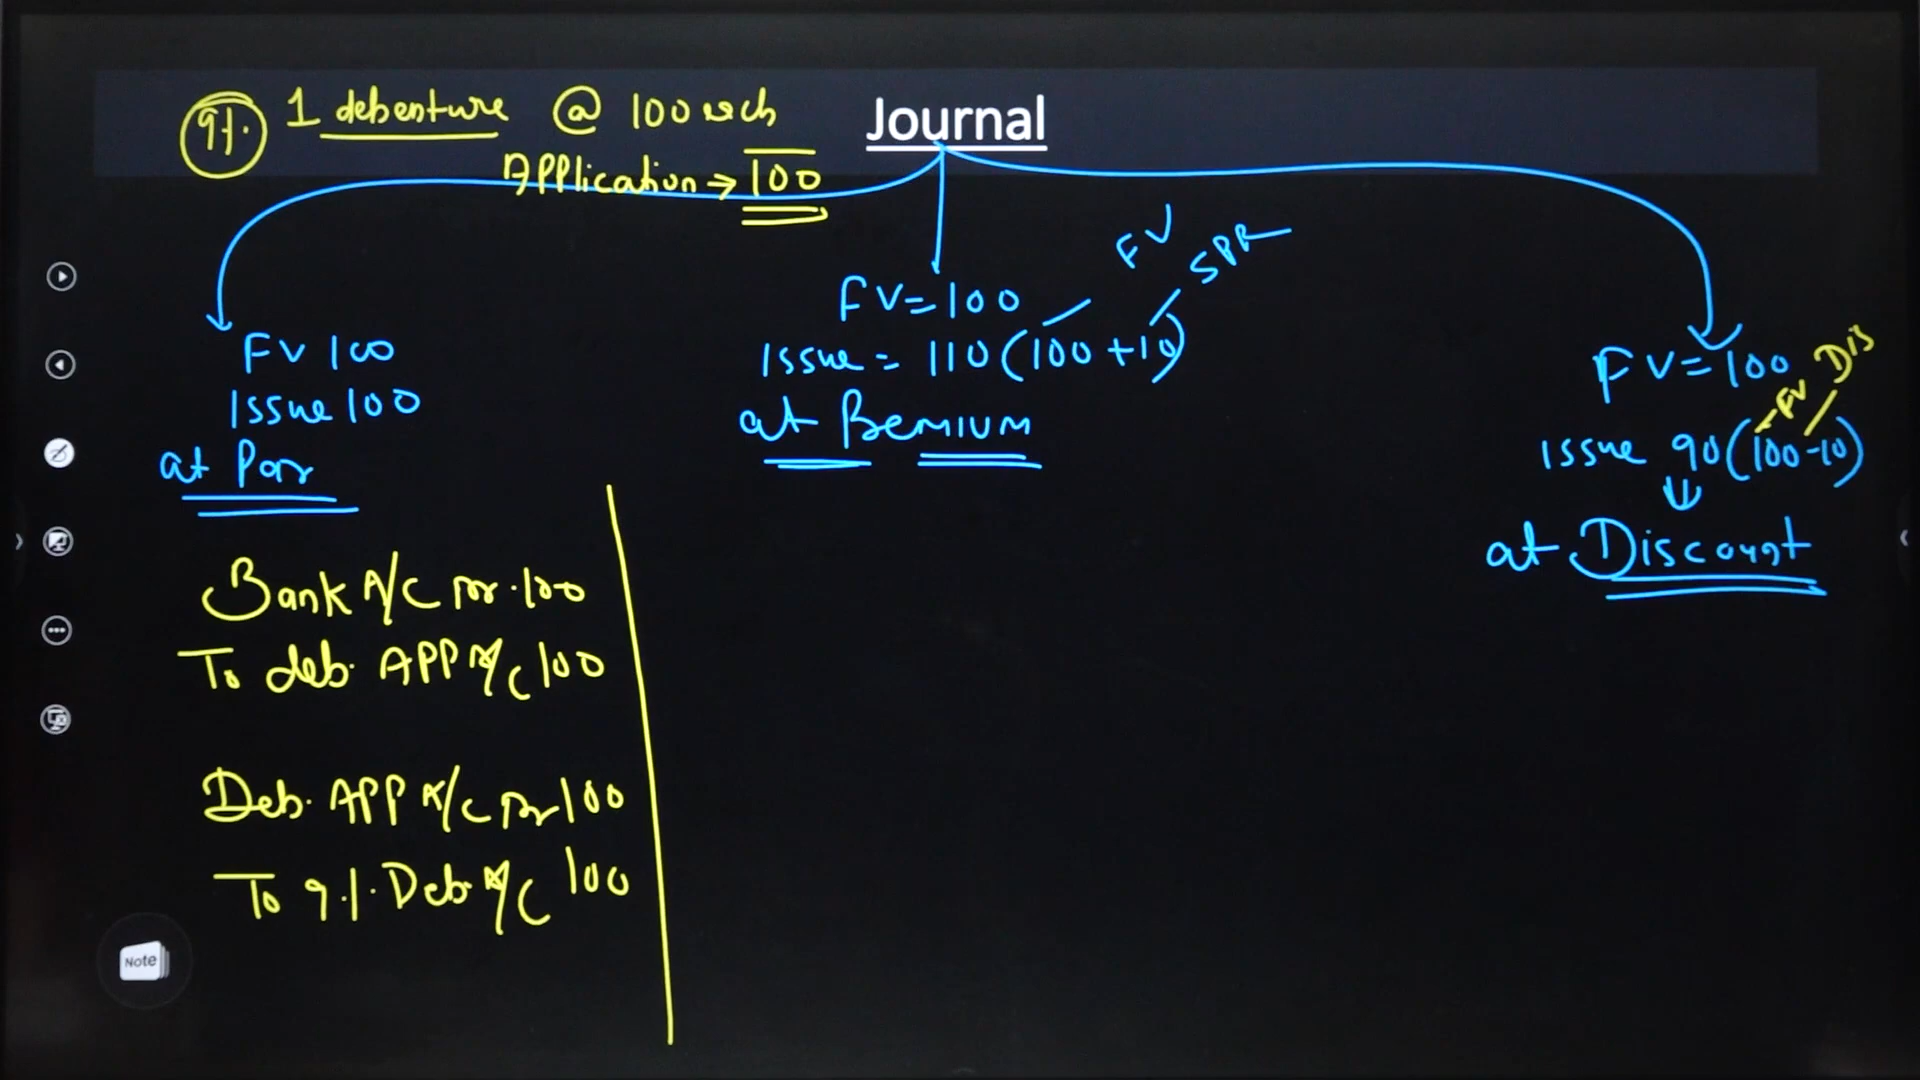 9%. 1 debenture @ 100 each
Journal
Application → 100
FV 100
Issue 100
at Par
FV SPR
FV = 100
Issue = 110 (100 + 10)
at Premium
FV = 100
FV Dis
Issue 90 (100 - 10)
at Discount
Bank A/C Dr. 100
To deb. APP A/C 100
Deb. APP A/C Dr 100
To 9%. Deb. A/C 100
Note